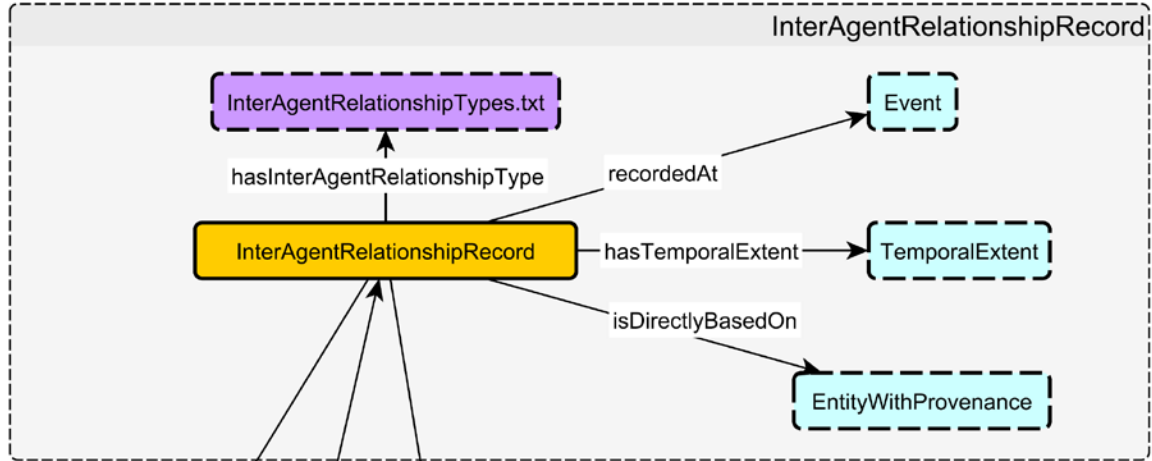 InterAgentRelationshipRecord
InterAgentRelationshipTypes.txt
Event
hasInterAgentRelationshipType
recordedAt
InterAgentRelationshipRecord
hasTemporalExtent
TemporalExtent
isDirectlyBasedOn
EntityWithProvenance